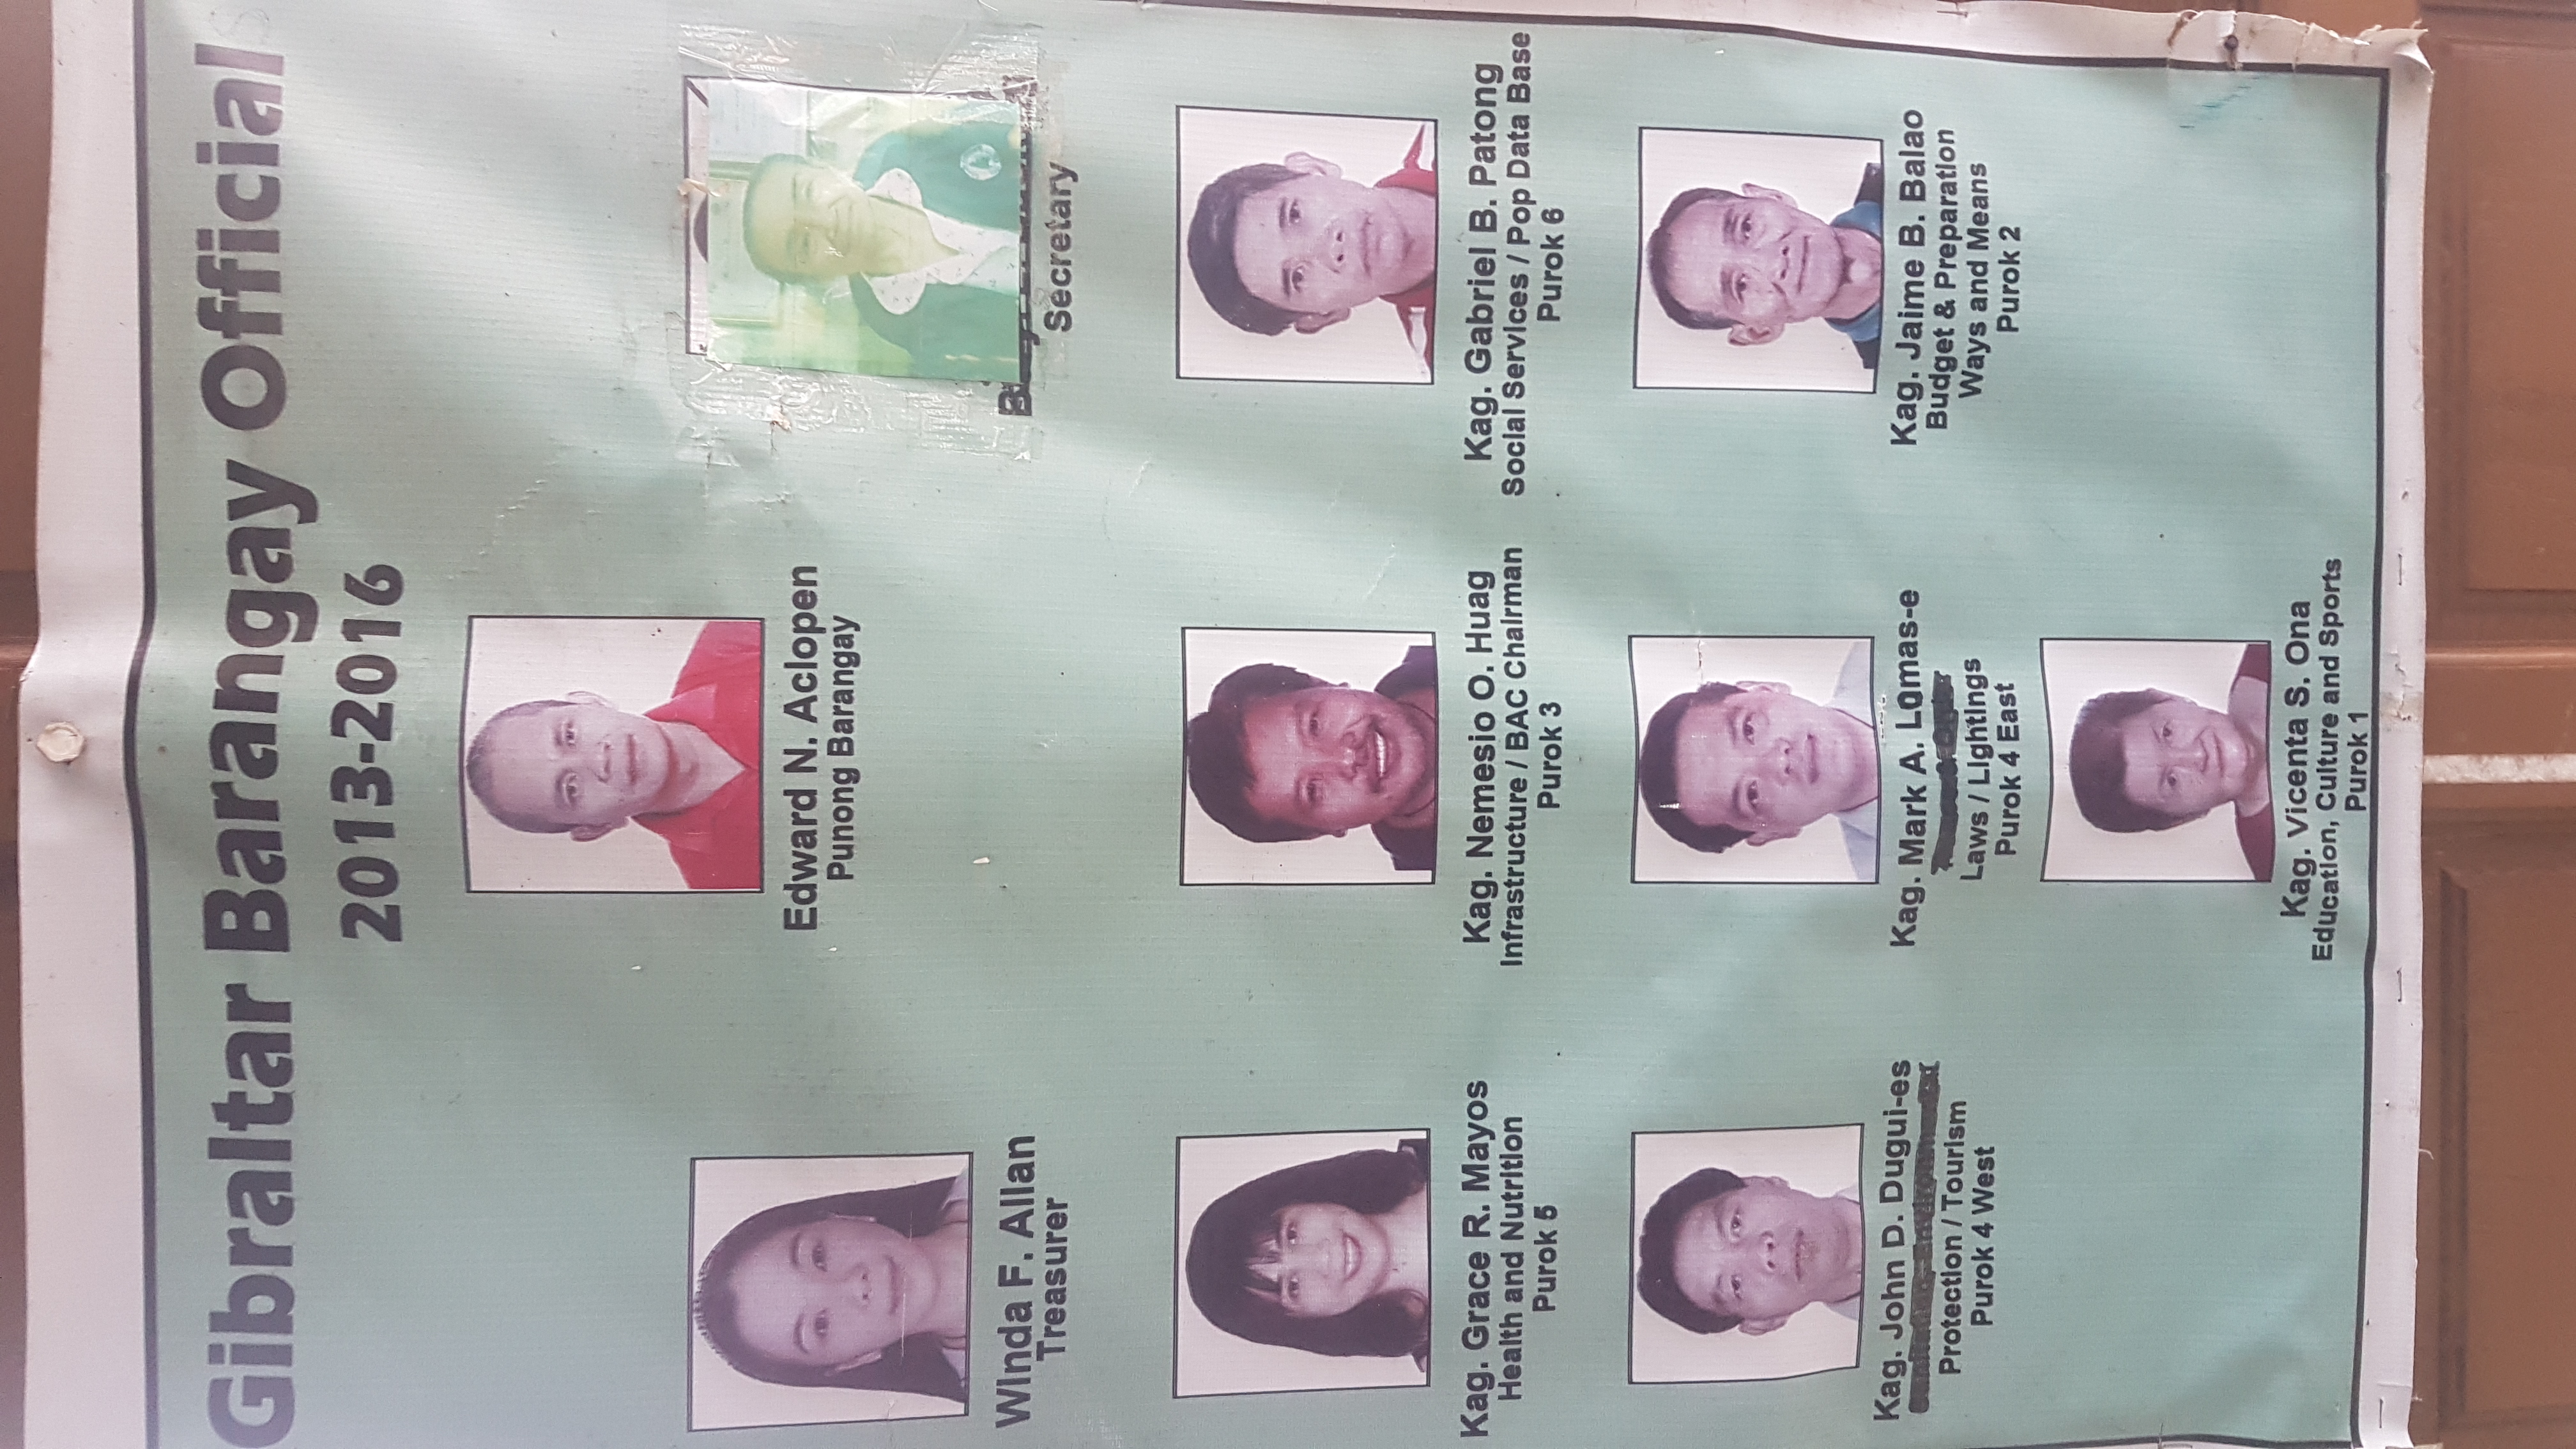 Gibraltar Barangay Official
2013-2016
Edward N. Aclopen
Punong Barangay
WInda F. Allan
Treasurer
Secretary
Kag. Grace R. Mayos
Health and Nutrition
Purok 5
Kag. Nemesio O. Huag
Infrastructure / BAC Chairman
Purok 3
Kag. Gabriel B. Patong
Social Services / Pop Data Base
Purok 6
Kag. John D. Dugui-es
Protection / Tourism
Purok 4 West
Kag. Mark A. Lomas-e
Laws / Lightings
Purok 4 East
Kag. Jaime B. Balao
Budget & Preparation
Ways and Means
Purok 2
Kag. Vicenta S. Ona
Education, Culture and Sports
Purok 1